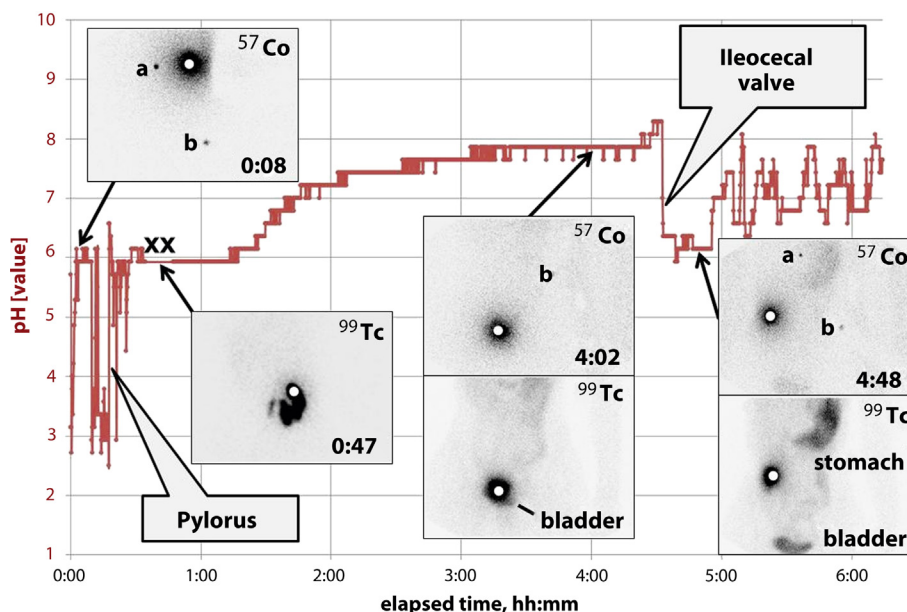 10
9
8
7
6
5
4
3
2
1
pH [value]
57Co
a
b
0:08
Ileocecal
valve
xx
57Co
b
4:02
57Co
a
b
4:48
99Tc
0:47
99Tc
bladder
99Tc
stomach
bladder
Pylorus
0:00
1:00
2:00
3:00
4:00
5:00
6:00
elapsed time, hh:mm